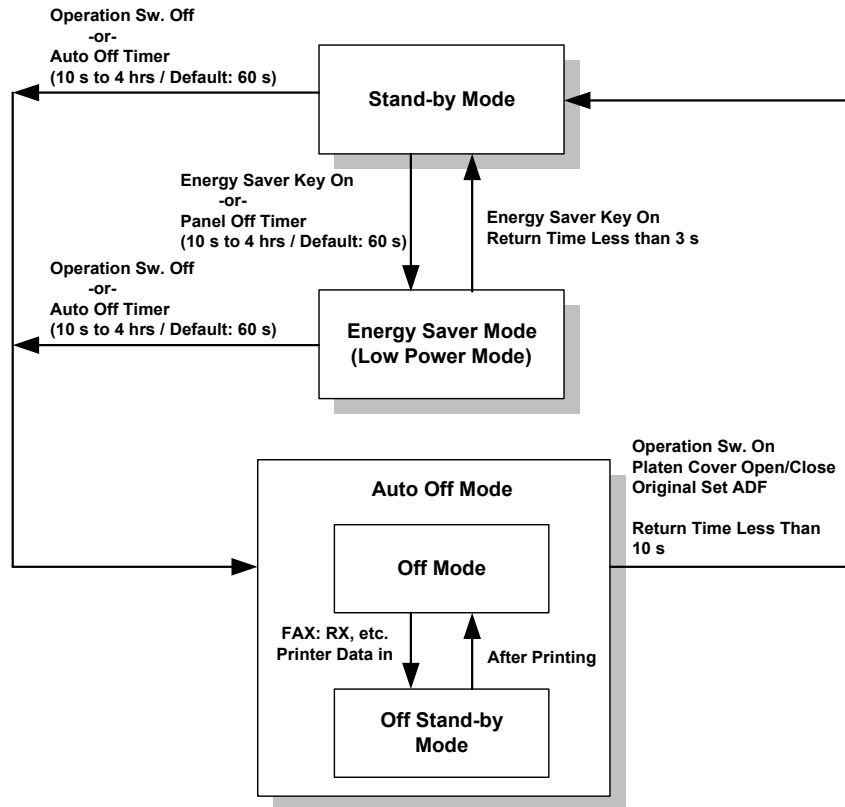 Operation Sw. Off
-or-
Auto Off Timer
(10 s to 4 hrs / Default: 60 s)
Stand-by Mode
Energy Saver Key On
-or-
Panel Off Timer
(10 s to 4 hrs / Default: 60 s)
Energy Saver Key On
Return Time Less than 3 s
Operation Sw. Off
-or-
Auto Off Timer
(10 s to 4 hrs / Default: 60 s)
Energy Saver Mode
(Low Power Mode)
Operation Sw. On
Platen Cover Open/Close
Original Set ADF
Return Time Less Than
10 s
Auto Off Mode
Off Mode
FAX: RX, etc.
Printer Data in
After Printing
Off Stand-by
Mode